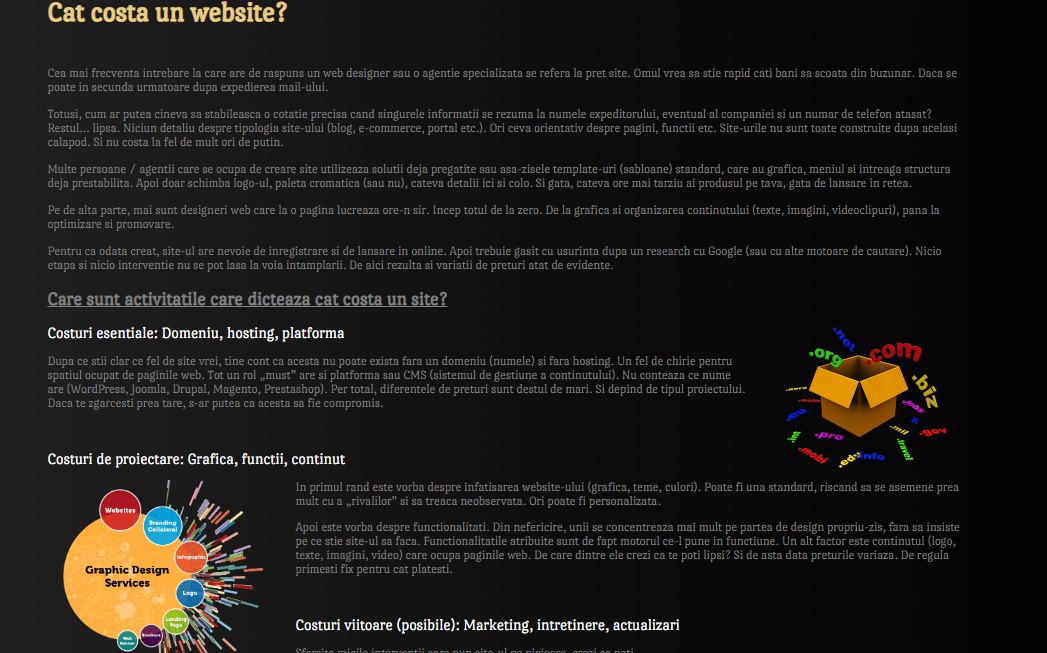 Cat costa un website?
Cea mai frecventa intrebare la care are de raspuns un web designer sau o agentie specializata se refera la pret site. Omul vrea sa stie rapid cati bani sa scoata din buzunar. Daca se
poate in secunda urmatoare dupa expedierea mail-ului.
Totusi, cum ar putea cineva sa stabileasca o cotatie precisa cand singurele informatii se rezuma la numele expeditorului, eventual al companiei si un numar de telefon atasat?
Restul... lipsa. Niciun detaliu despre tipologia site-ului (blog, e-commerce, portal etc.). Ori ceva orientativ despre pagini, functii etc. Site-urile nu sunt toate construite dupa acelasi
calapod. Si nu costa la fel de mult ori de putin.
Multe persoane / agentii care se ocupa de creare site utilizeaza solutii deja pregatite sau asa-zisele template-uri (sabloane) standard, care au grafica, meniul si intreaga structura
deja prestabilita. Apoi doar schimba logo-ul, paleta cromatica (sau nu), cateva detalii ici si colo. Si gata, cateva ore mai tarziu ai produsul pe tava, gata de lansare in retea.
Pe de alta parte, mai sunt designeri web care la o pagina lucreaza ore-n sir. Incep totul de la zero. De la grafica si organizarea continutului (texte, imagini, videoclipuri), pana la
optimizare si promovare.
Pentru ca odata creat, site-ul are nevoie de inregistrare si de lansare in online. Apoi trebuie gasit cu usurinta dupa un research cu Google (sau cu alte motoare de cautare). Nicio
etapa si nicio interventie nu se pot lasa la voia intamplarii. De aici rezulta si variatii de preturi atat de evidente.
Care sunt activitatile care dicteaza cat costa un site?
Costuri esentiale: Domeniu, hosting, platforma
Dupa ce stii clar ce fel de site vrei, tine cont ca acesta nu poate exista fara un domeniu (numele) si fara hosting. Un fel de chirie pentru
spatiul ocupat de paginile web. Tot un rol „must” are si platforma sau CMS (sistemul de gestiune a continutului). Nu conteaza ce nume
are (WordPress, Joomla, Drupal, Magento, Prestashop). Per total, diferentele de preturi sunt destul de mari. Si depind de tipul proiectului.
Daca te zgarcesti prea tare, s-ar putea ca acesta sa fie compromis.
.net
.org
.com
.biz
.jobs
.pro
.mil
.gov
.int
.travel
.mobi
.edu
.info
Costuri de proiectare: Grafica, functii, continut
Websites
Branding
Collateral
Infographic
Graphic Design
Services
Logo
Landing
Page
Brochure
Web
Banner
In primul rand este vorba despre infatisarea website-ului (grafica, teme, culori). Poate fi una standard, riscand sa se asemene prea
mult cu a „rivalilor” si sa treaca neobservata. Ori poate fi personalizata.
Apoi este vorba despre functionalitati. Din nefericire, unii se concentreaza mai mult pe partea de design propriu-zis, fara sa insiste
pe ce stie site-ul sa faca. Functionalitatile atribuite sunt de fapt motorul ce-l pune in functiune. Un alt factor este continutul (logo,
texte, imagini, video) care ocupa paginile web. De care dintre ele crezi ca te poti lipsi? Si de asta data preturile variaza. De regula
primesti fix pentru cat platesti.
Costuri viitoare (posibile): Marketing, intretinere, actualizari